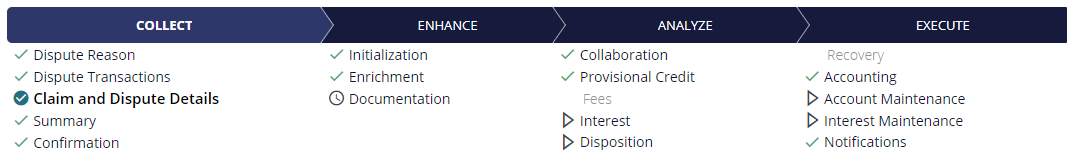 COLLECT
Dispute Reason
Dispute Transactions
Claim and Dispute Details
Summary
Confirmation
ENHANCE
Initialization
Enrichment
Documentation
ANALYZE
Collaboration
Provisional Credit
Fees
Interest
Disposition
EXECUTE
Recovery
Accounting
Account Maintenance
Interest Maintenance
Notifications